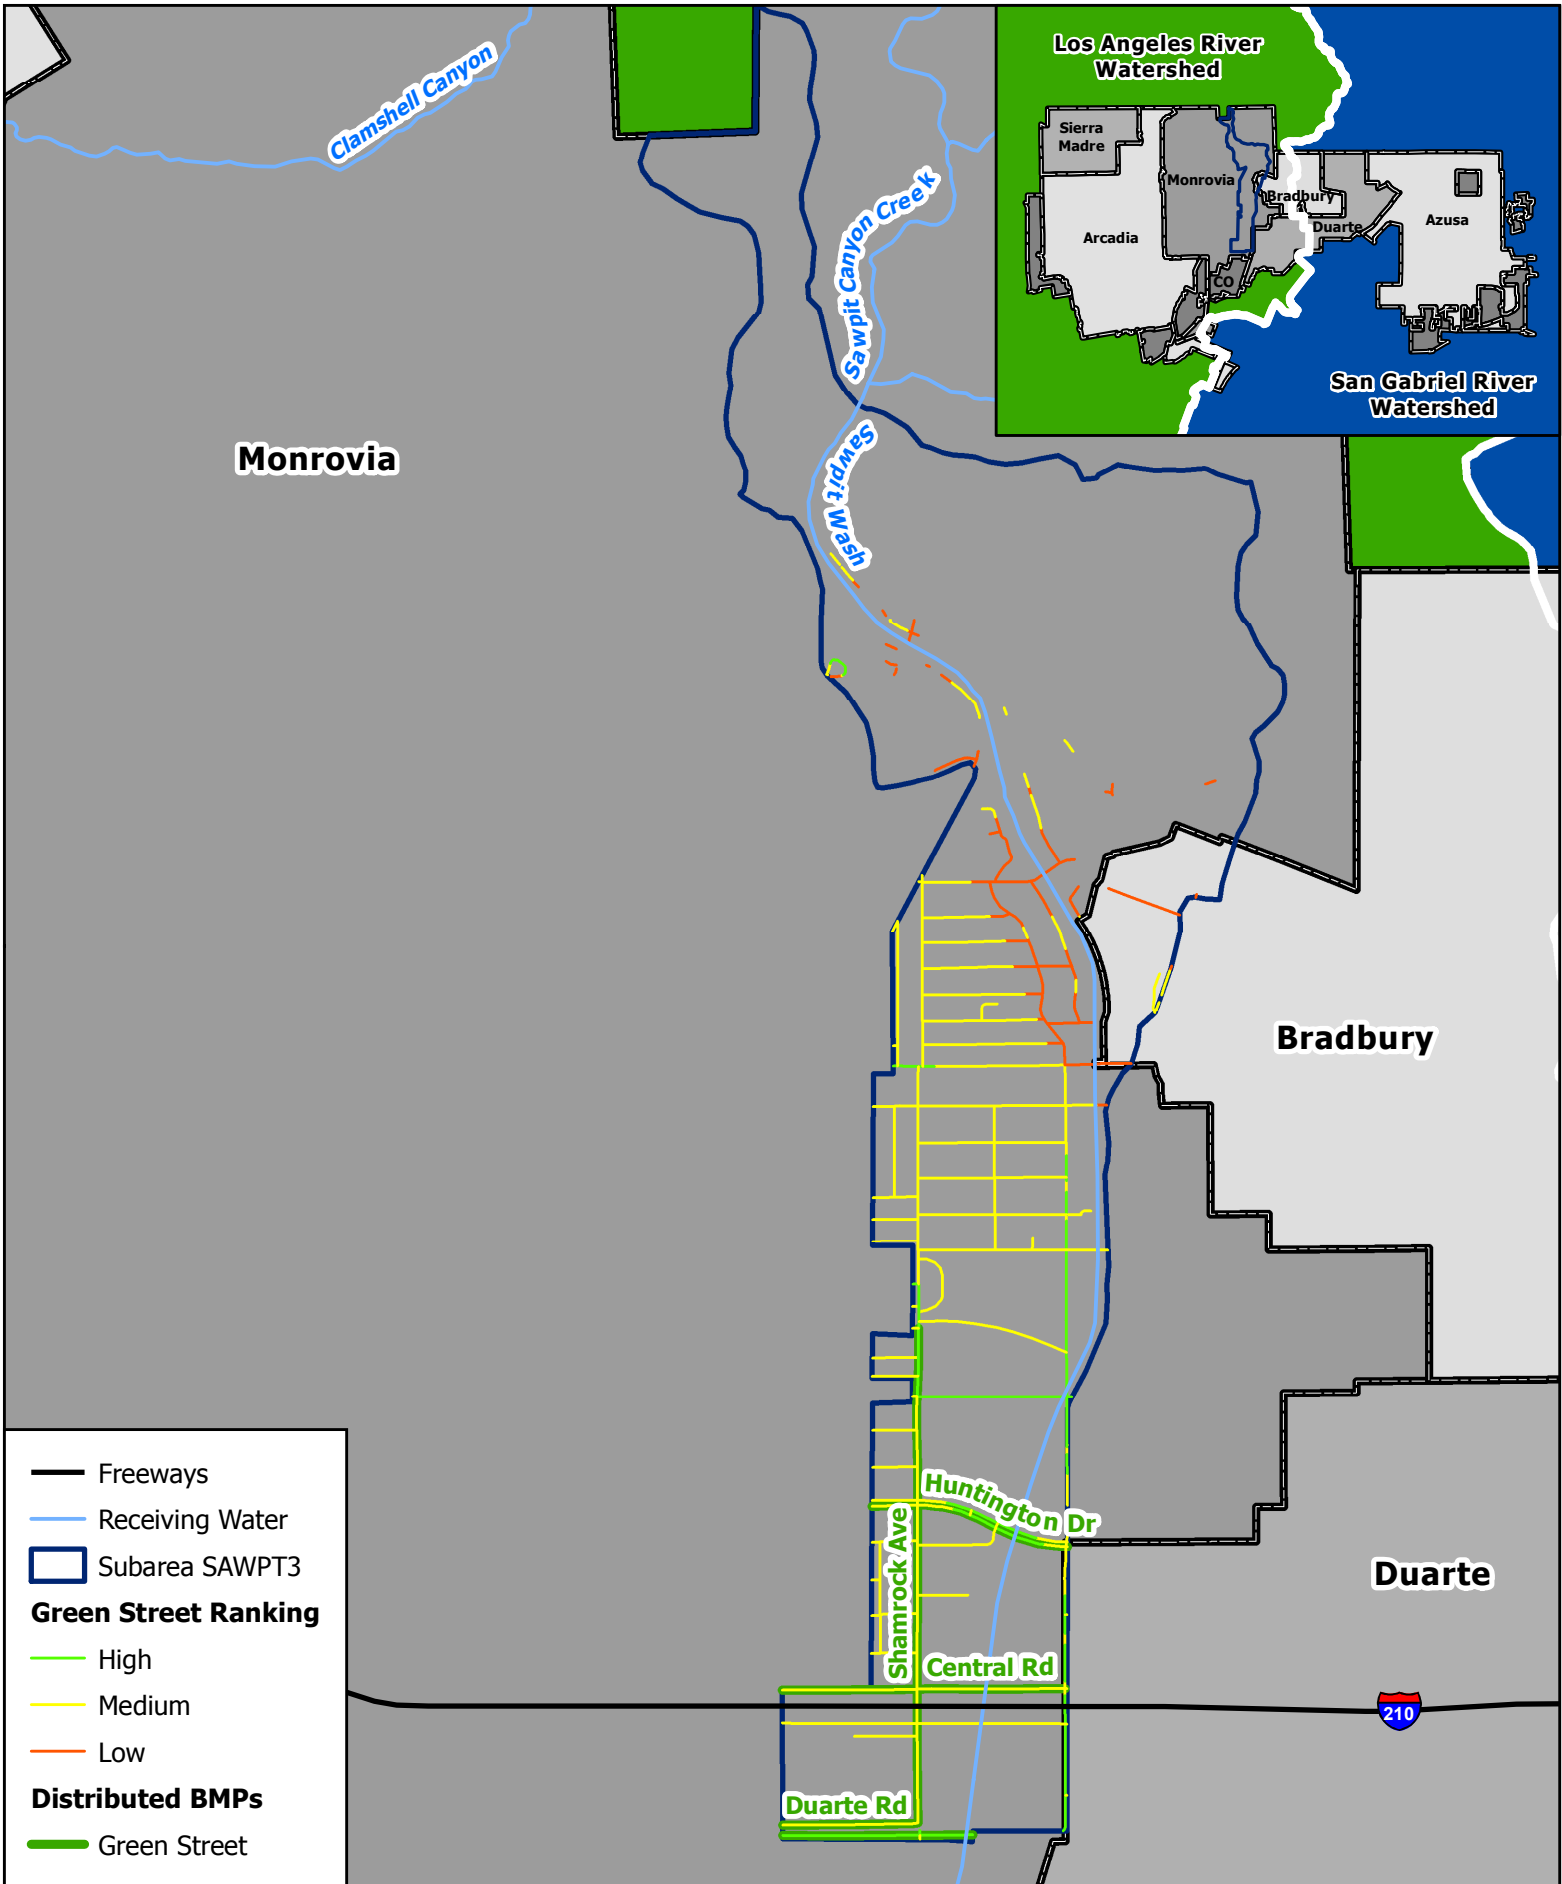 Clamshell Canyon
Sawpit Canyon Creek
Sawpit Wash
Monrovia
Los Angeles River
Watershed
Sierra
Madre
Monrovia
Bradbury
Duarte
Azusa
Arcadia
CO
San Gabriel River
Watershed
Bradbury
Duarte
Huntington Dr
Shamrock Ave
Central Rd
210
Duarte Rd
Freeways
Receiving Water
Subarea SAWPT3
Green Street Ranking
High
Medium
Low
Distributed BMPs
Green Street